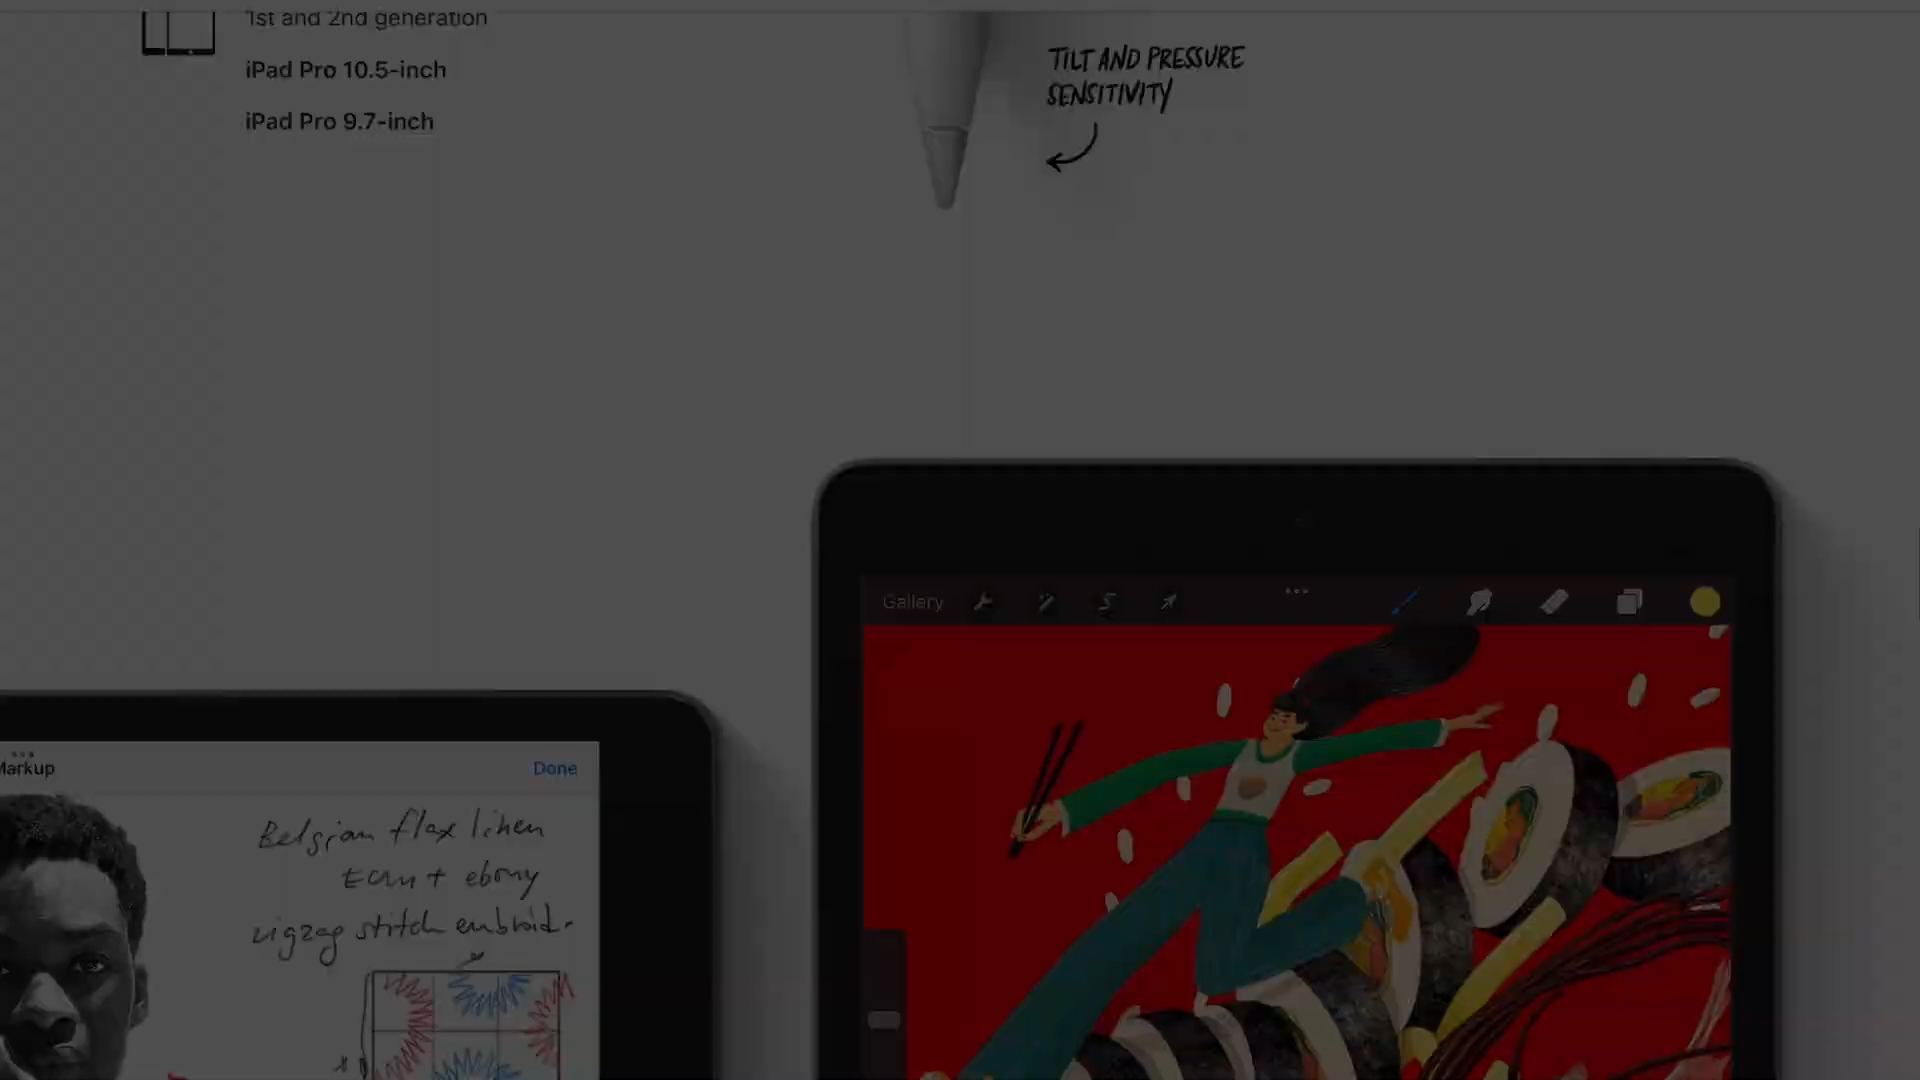 1st and 2nd generation
iPad Pro 10.5-inch
iPad Pro 9.7-inch
TILT AND PRESSURE
SENSITIVITY
Gallery
Markup
Done
Belgian flax linen
ecru + ebony
zigzag stitch embroid.